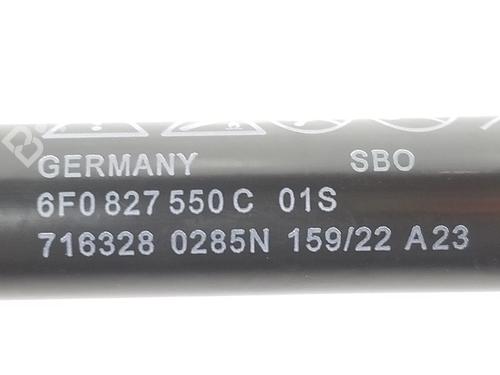 GERMANY SBO
6F0 827 550 C 01S
716328 0285N 159/22 A23